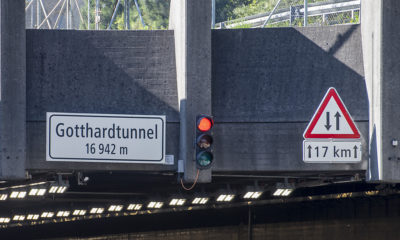 Gotthardtunnel
16 942 m
↑17 km↑